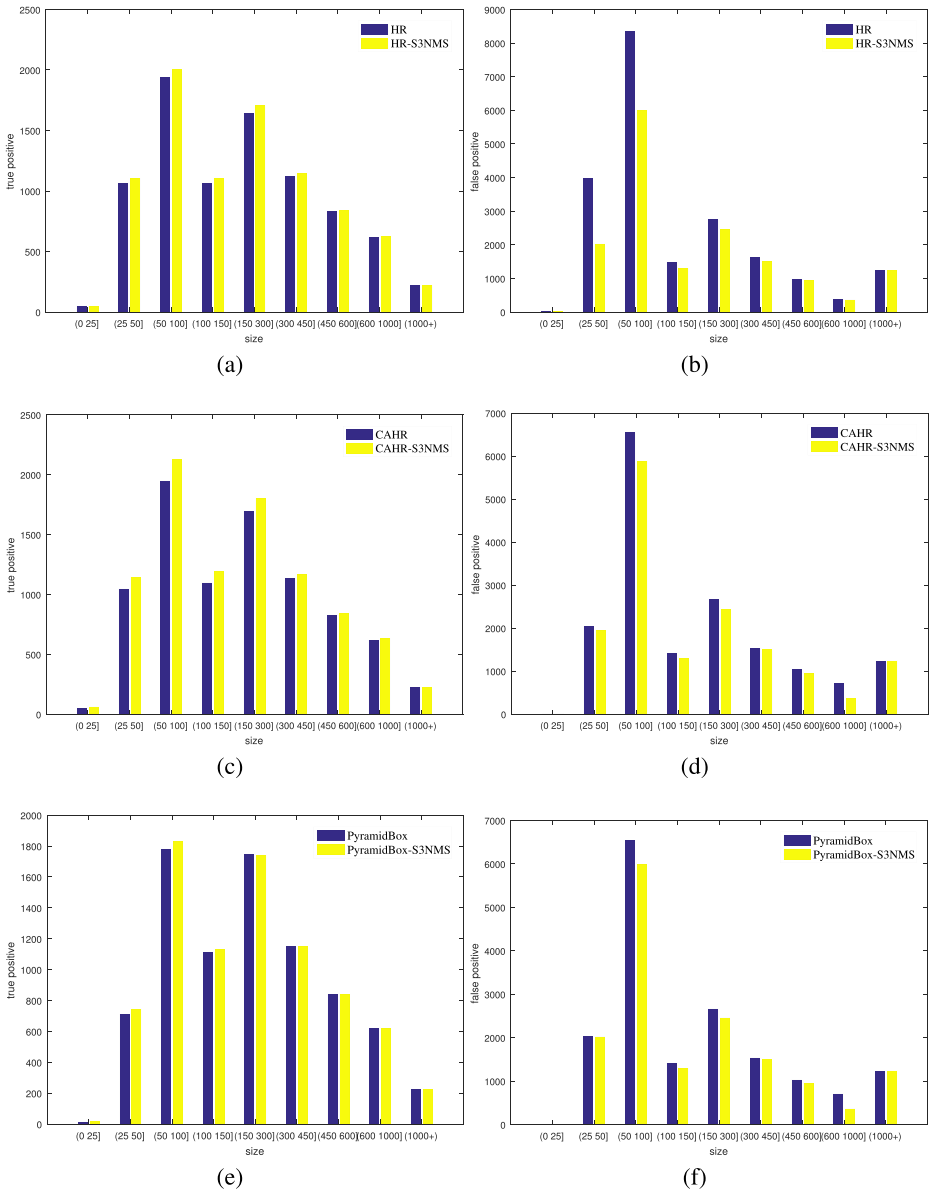 2500
2000
1500
1000
500
0
true positive
HR
HR-S3NMS
(0 25] (25 50] (50 100] (100 150] (150 300] (300 450] (450 600] (600 1000] (1000+)
size
(a)
9000
8000
7000
6000
5000
4000
3000
2000
1000
0
false positive
HR
HR-S3NMS
(0 25] (25 50] (50 100] (100 150] (150 300] (300 450] (450 600] (600 1000] (1000+)
size
(b)
2500
2000
1500
1000
500
0
true positive
CAHR
CAHR-S3NMS
(0 25] (25 50] (50 100] (100 150] (150 300] (300 450] (450 600] (600 1000] (1000+)
size
(c)
7000
6000
5000
4000
3000
2000
1000
0
false positive
CAHR
CAHR-S3NMS
(0 25] (25 50] (50 100] (100 150] (150 300] (300 450] (450 600] (600 1000] (1000+)
size
(d)
2000
1800
1600
1400
1200
1000
800
600
400
200
0
true positive
PyramidBox
PyramidBox-S3NMS
(0 25] (25 50] (50 100] (100 150] (150 300] (300 450] (450 600] (600 1000] (1000+)
size
(e)
7000
6000
5000
4000
3000
2000
1000
0
false positive
PyramidBox
PyramidBox-S3NMS
(0 25] (25 50] (50 100] (100 150] (150 300] (300 450] (450 600] (600 1000] (1000+)
size
(f)